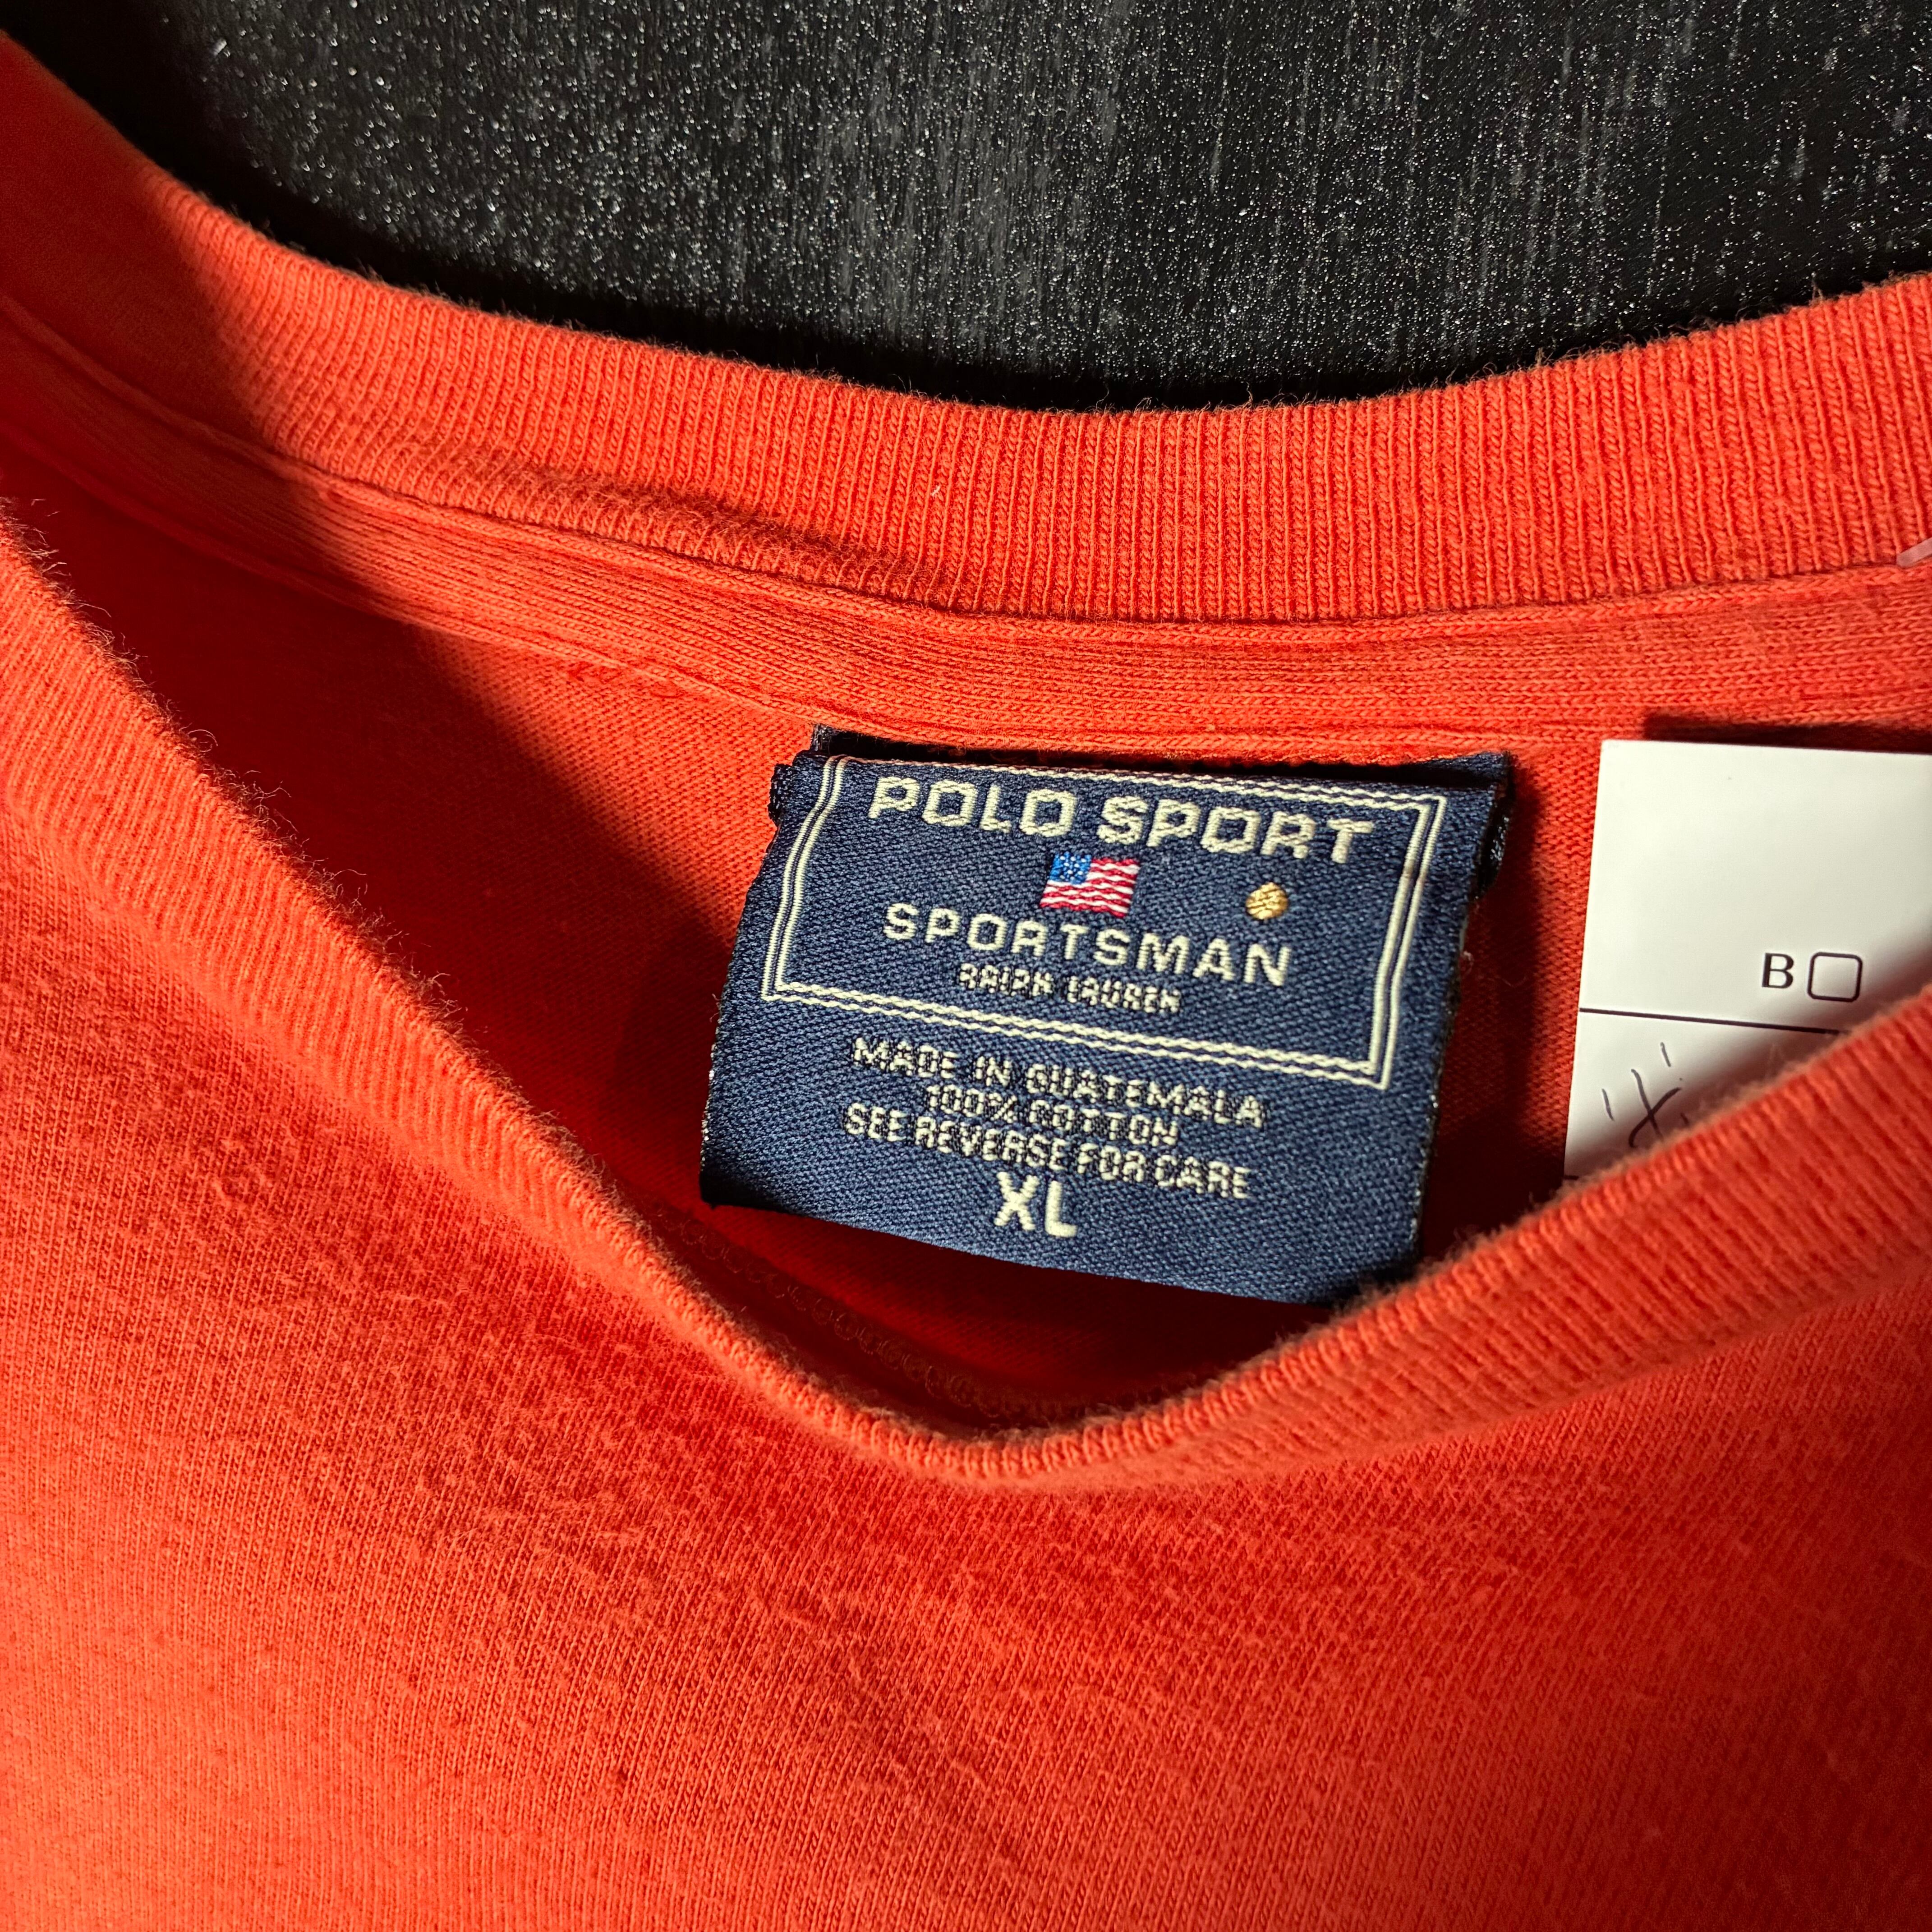 POLO SPORT
SPORTSMAN
RALPH LAUREN
MADE IN GUATEMALA
100% COTTON
SEE REVERSE FOR CARE
XL
B